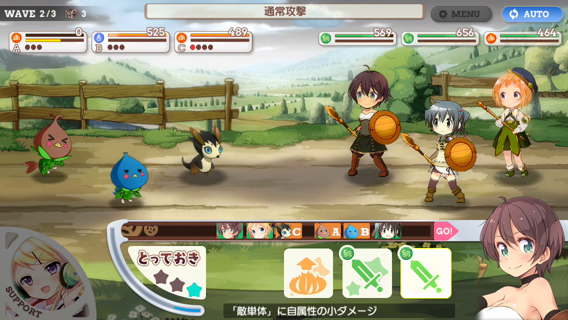 WAVE 2/3 3
通常攻撃
MENU
AUTO
A 0
B 525
C 489
569
656
464
C A B GO!
とっておき
SUPPORT
「敵単体」に自属性の小ダメージ